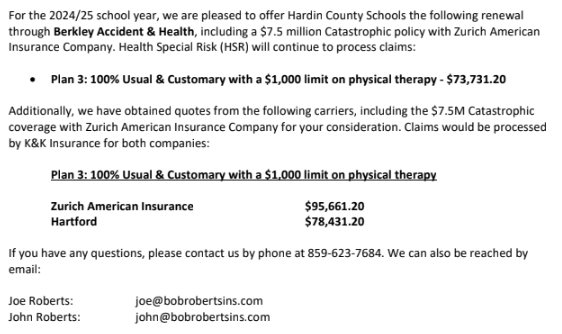 For the 2024/25 school year, we are pleased to offer Hardin County Schools the following renewal
through Berkley Accident & Health, including a $7.5 million Catastrophic policy with Zurich American
Insurance Company. Health Special Risk (HSR) will continue to process claims:
• Plan 3: 100% Usual & Customary with a $1,000 limit on physical therapy - $73,731.20
Additionally, we have obtained quotes from the following carriers, including the $7.5M Catastrophic
coverage with Zurich American Insurance Company for your consideration. Claims would be processed
by K&K Insurance for both companies:
Plan 3: 100% Usual & Customary with a $1,000 limit on physical therapy
Zurich American Insurance $95,661.20
Hartford $78,431.20
If you have any questions, please contact us by phone at 859-623-7684. We can also be reached by
email:
Joe Roberts: joe@bobrobertsins.com
John Roberts: john@bobrobertsins.com